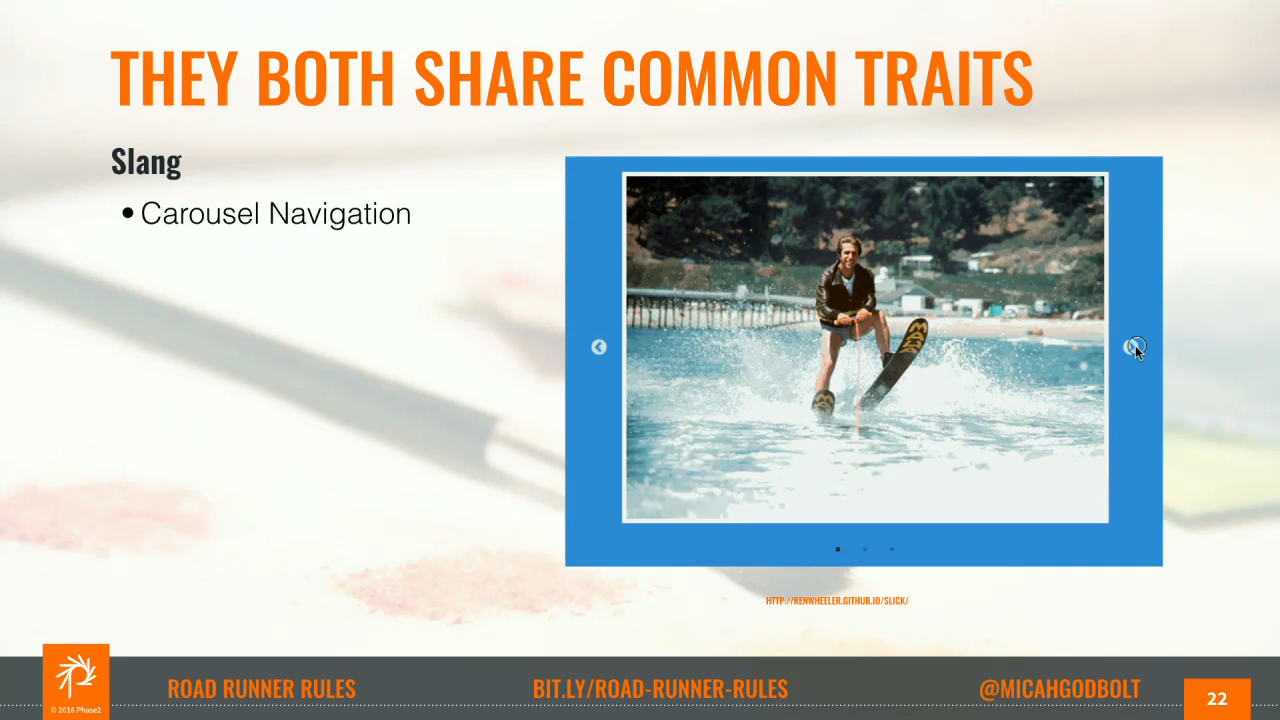 THEY BOTH SHARE COMMON TRAITS
Slang
• Carousel Navigation
MAHA
HTTP://KENWHEELER.GITHUB.IO/SLICK/
© 2016 Phase2
ROAD RUNNER RULES
BIT.LY/ROAD-RUNNER-RULES
@MICAHGODBOLT
22